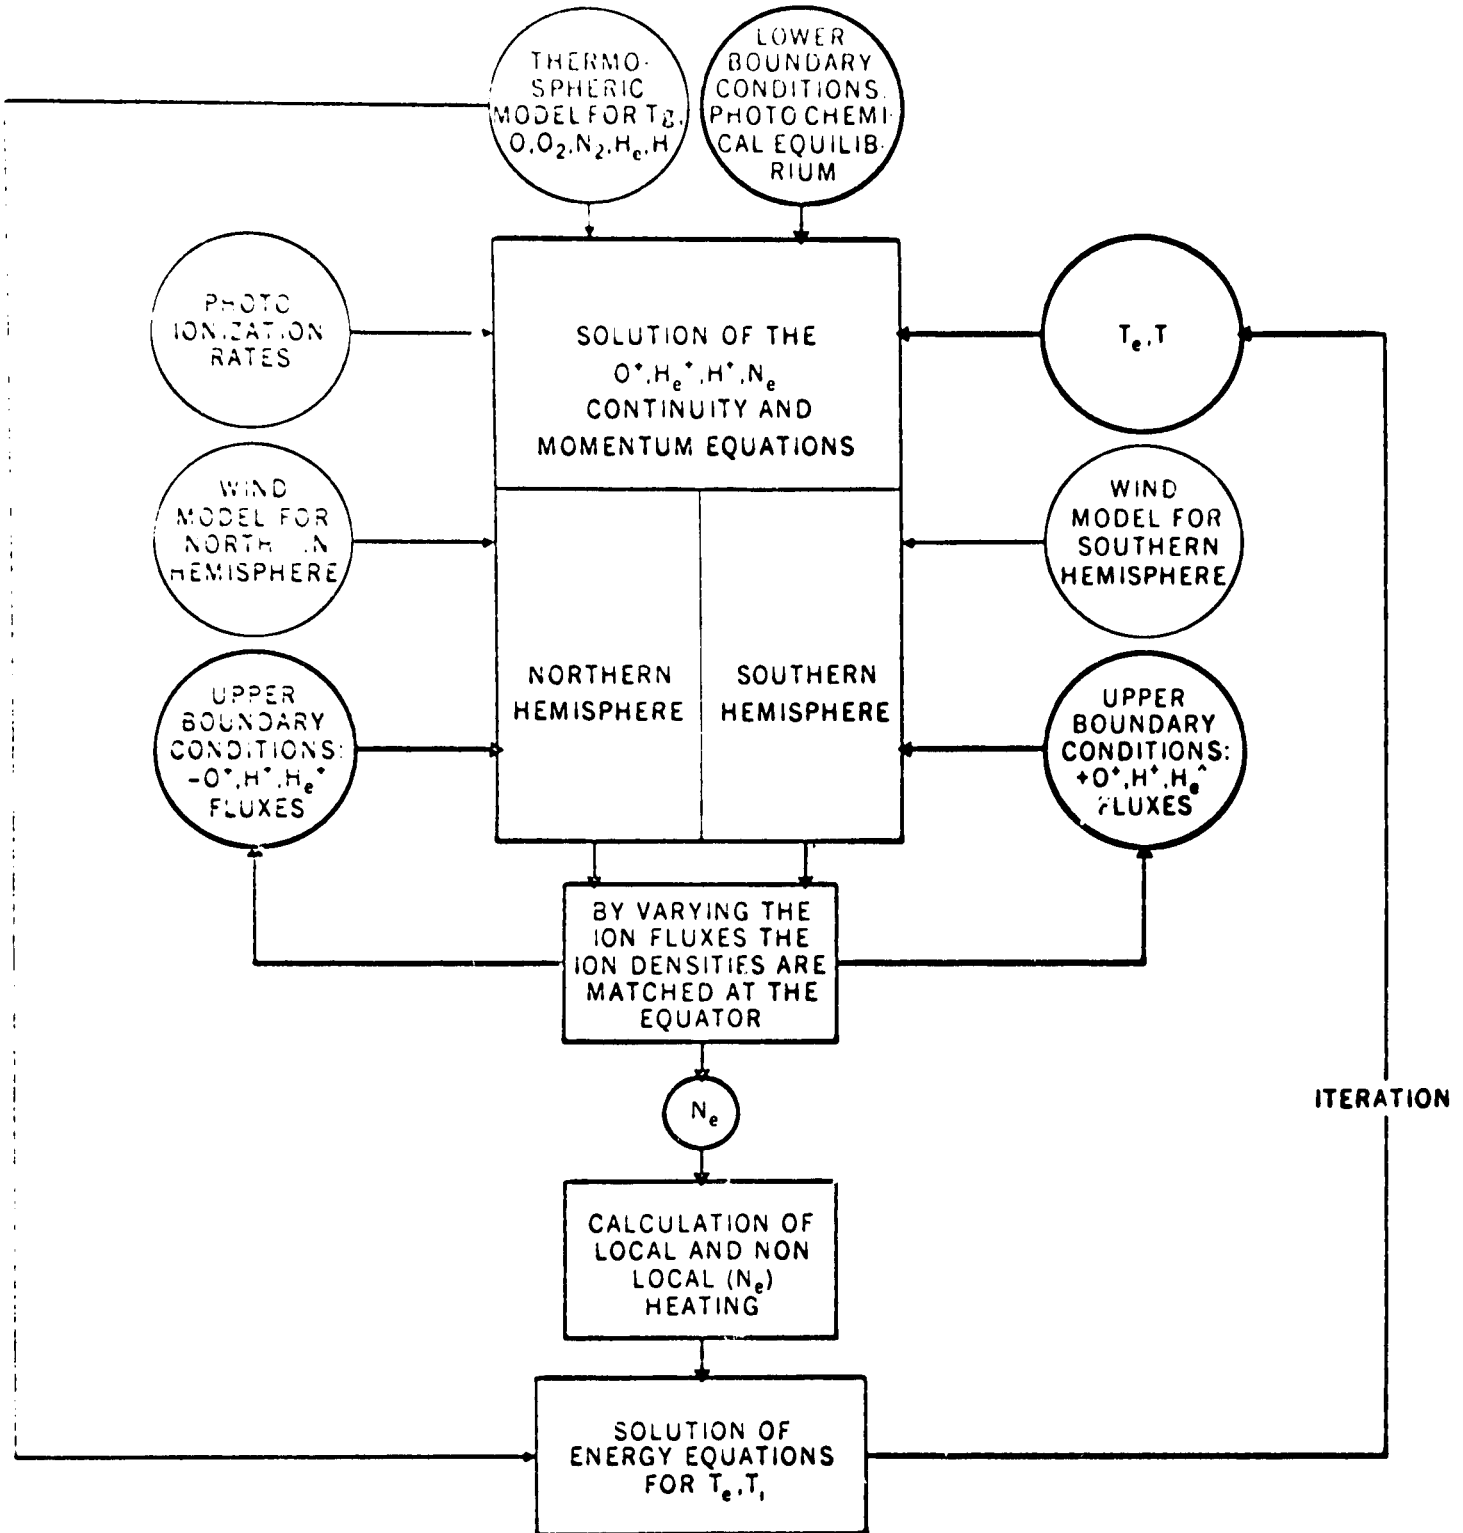 THERMO-
SPERIC
MODEL FOR Tg,
O,O₂,N₂,Hₑ,H
LOWER
BOUNDARY
CONDITIONS:
PHOTO CHEMI-
CAL EQUILIB-
RIUM
PHOTO
IONIZATION
RATES
SOLUTION OF THE
O⁺,Hₑ⁺,H⁺,Nₑ
CONTINUITY AND
MOMENTUM EQUATIONS
Tₑ,T
WIND
MODEL FOR
HEMISPHERE
WIND
MODEL FOR
SOUTHERN
HEMISPHERE
NORTHERN
HEMISPHERE
SOUTHERN
HEMISPHERE
UPPER
BOUNDARY
CONDITIONS:
-O⁺,H⁺,Hₑ⁺
FLUXES
UPPER
BOUNDARY
CONDITIONS:
+O⁺,H⁺,Hₑ^
FLUXES
BY VARYING THE
ION FLUXES THE
ION DENSITIES ARE
MATCHED AT THE
EQUATOR
Nₑ
ITERATION
CALCULATION OF
LOCAL AND NON
LOCAL (Nₑ)
HEATING
SOLUTION OF
ENERGY EQUATIONS
FOR Tₑ,Tᵢ